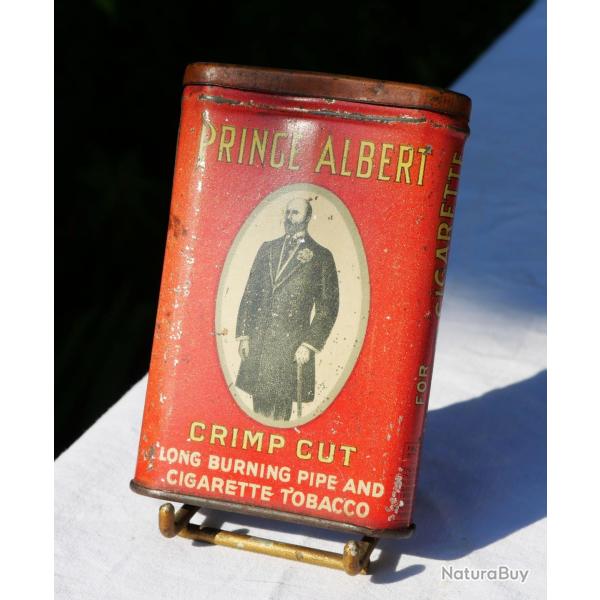 PRINCE ALBERT
CRIMP CUT
LONG BURNING PIPE AND
CIGARETTE TOBACCO
FOR CIGARETTE
NaturaBuy